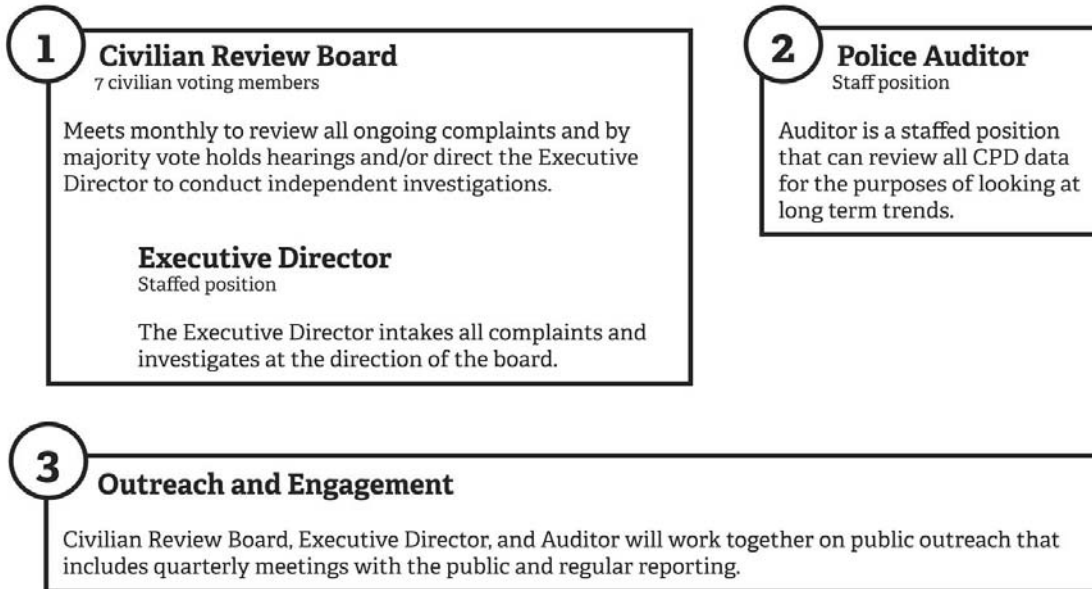 1
Civilian Review Board
7 civilian voting members
Meets monthly to review all ongoing complaints and by
majority vote holds hearings and/or direct the Executive
Director to conduct independent investigations.
Executive Director
Staffed position
The Executive Director intakes all complaints and
investigates at the direction of the board.
2
Police Auditor
Staff position
Auditor is a staffed position
that can review all CPD data
for the purposes of looking at
long term trends.
3
Outreach and Engagement
Civilian Review Board, Executive Director, and Auditor will work together on public outreach that
includes quarterly meetings with the public and regular reporting.